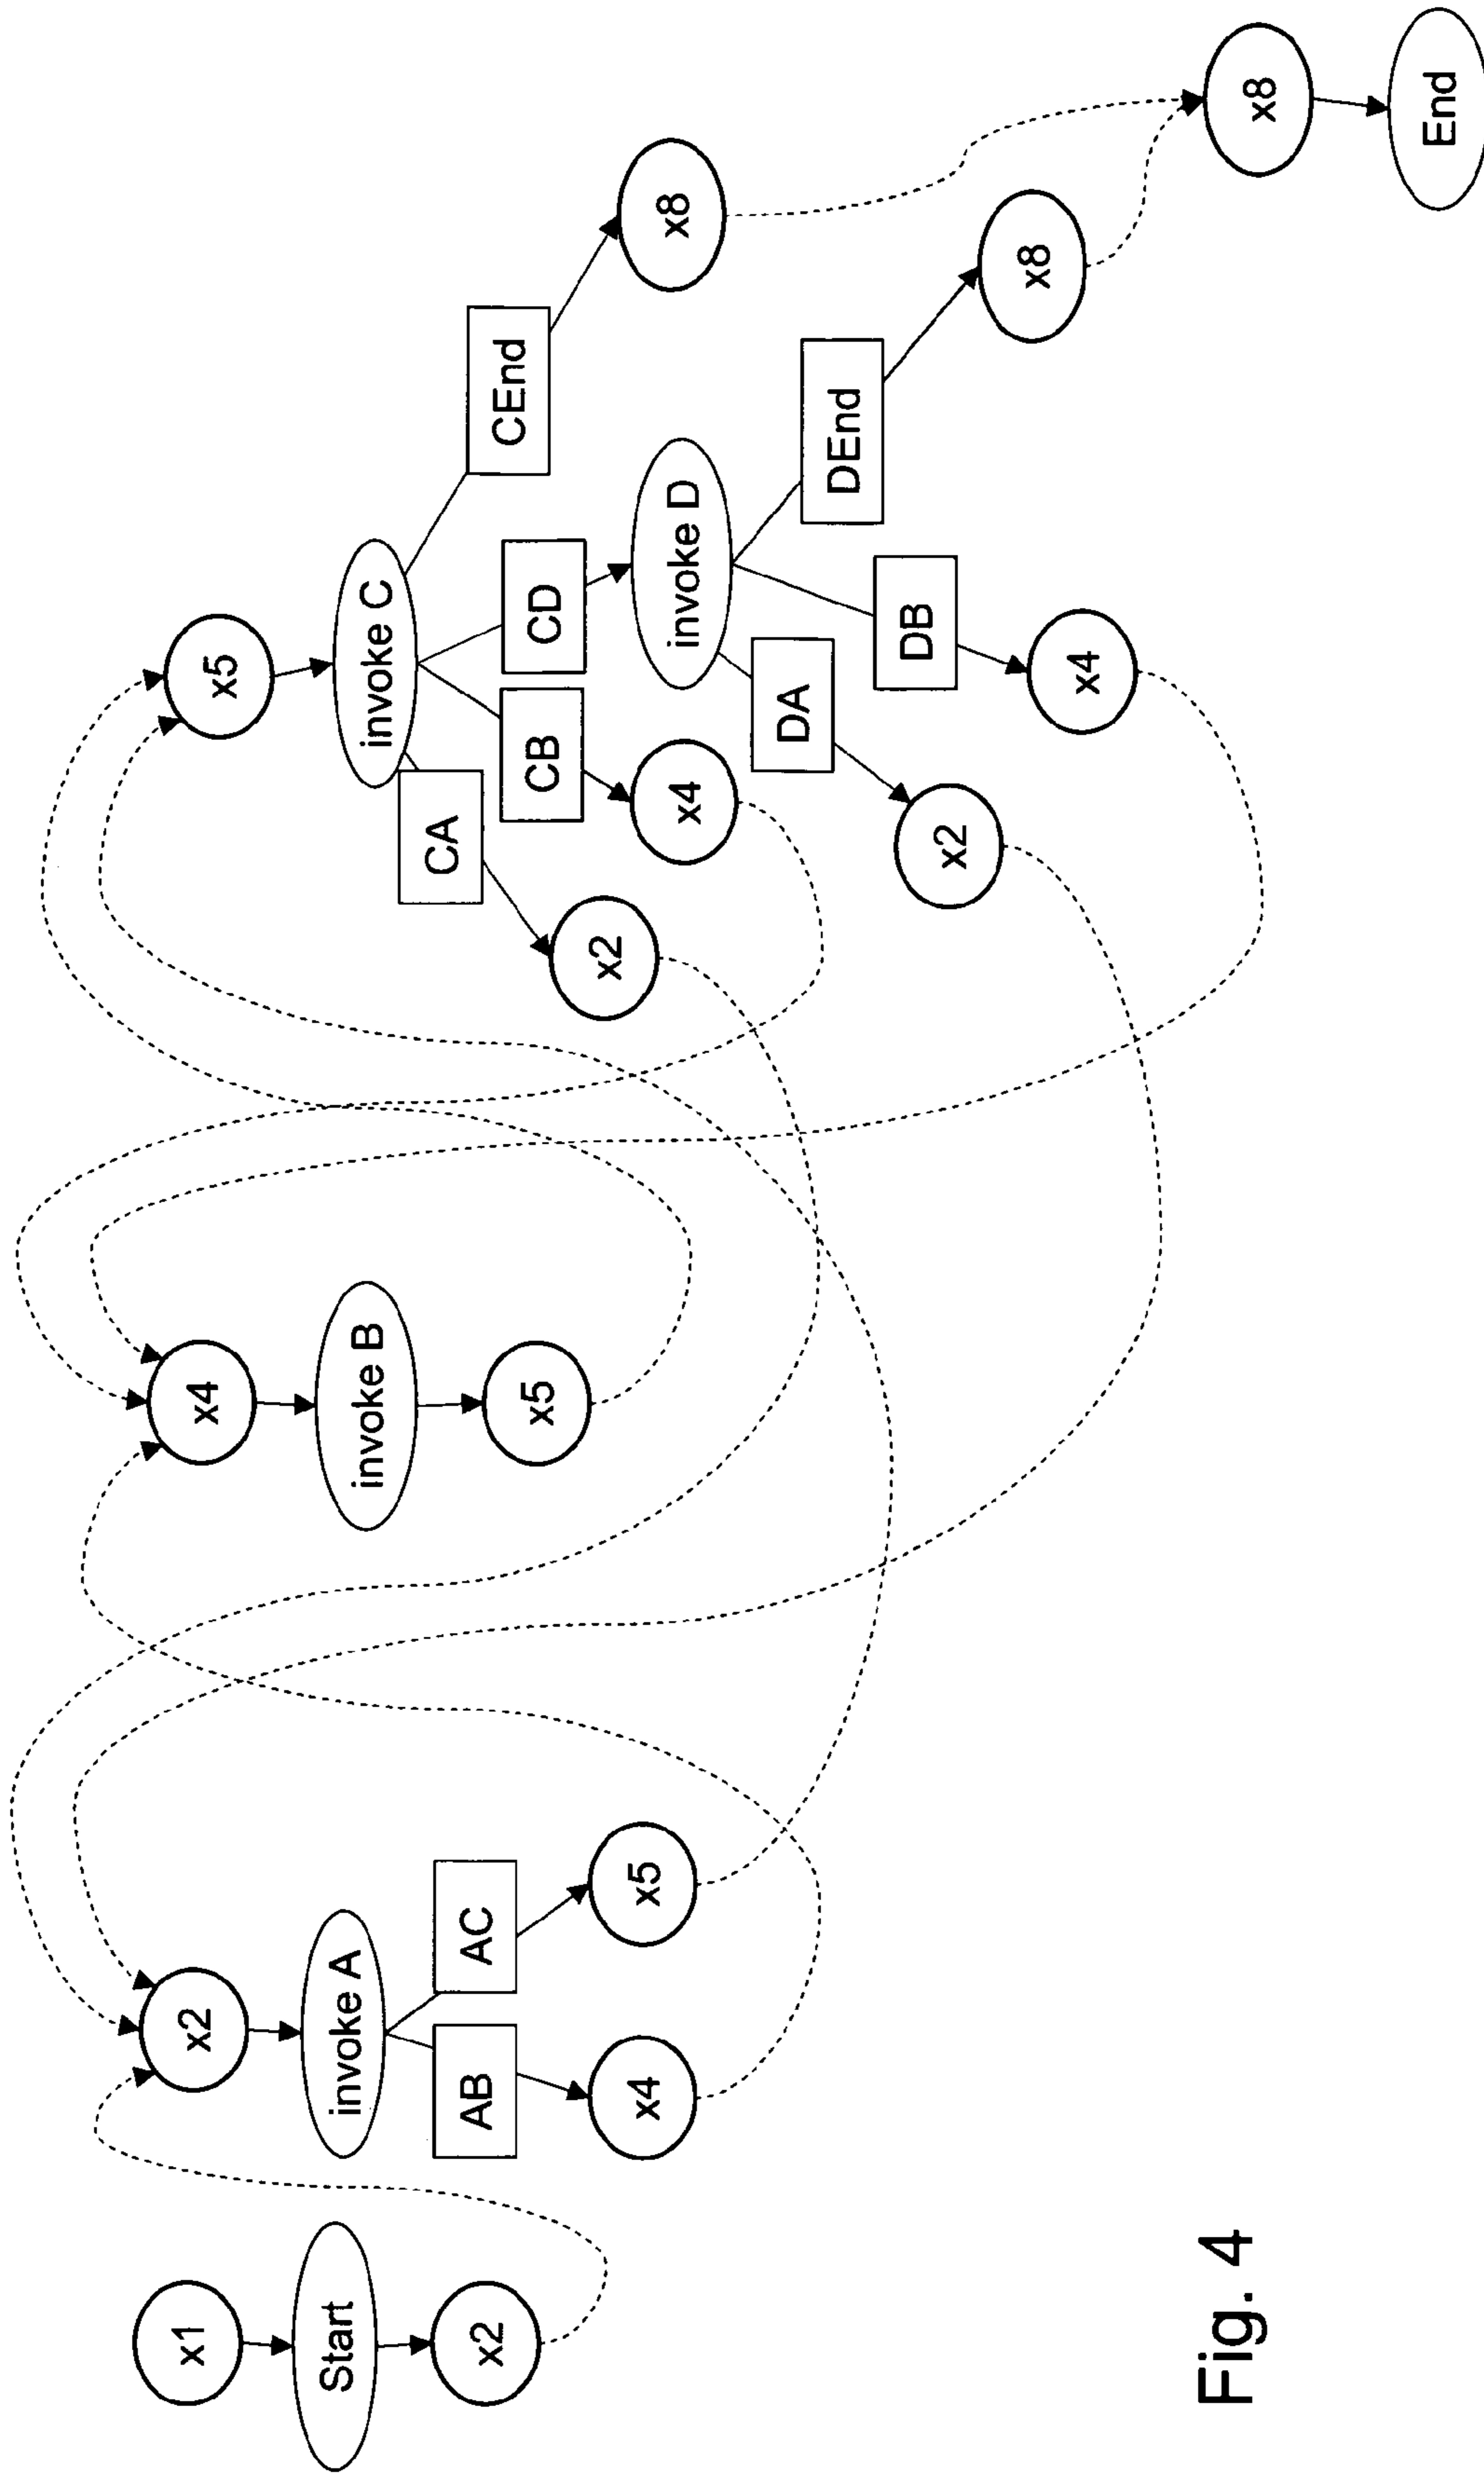 x1
Start
x2
x2
invoke A
AB
AC
x4
x5
x4
invoke B
x5
x5
invoke C
CA
CB
CD
CEnd
x2
x4
invoke D
x8
DA
DB
DEnd
x2
x4
x8
x8
End
Fig. 4